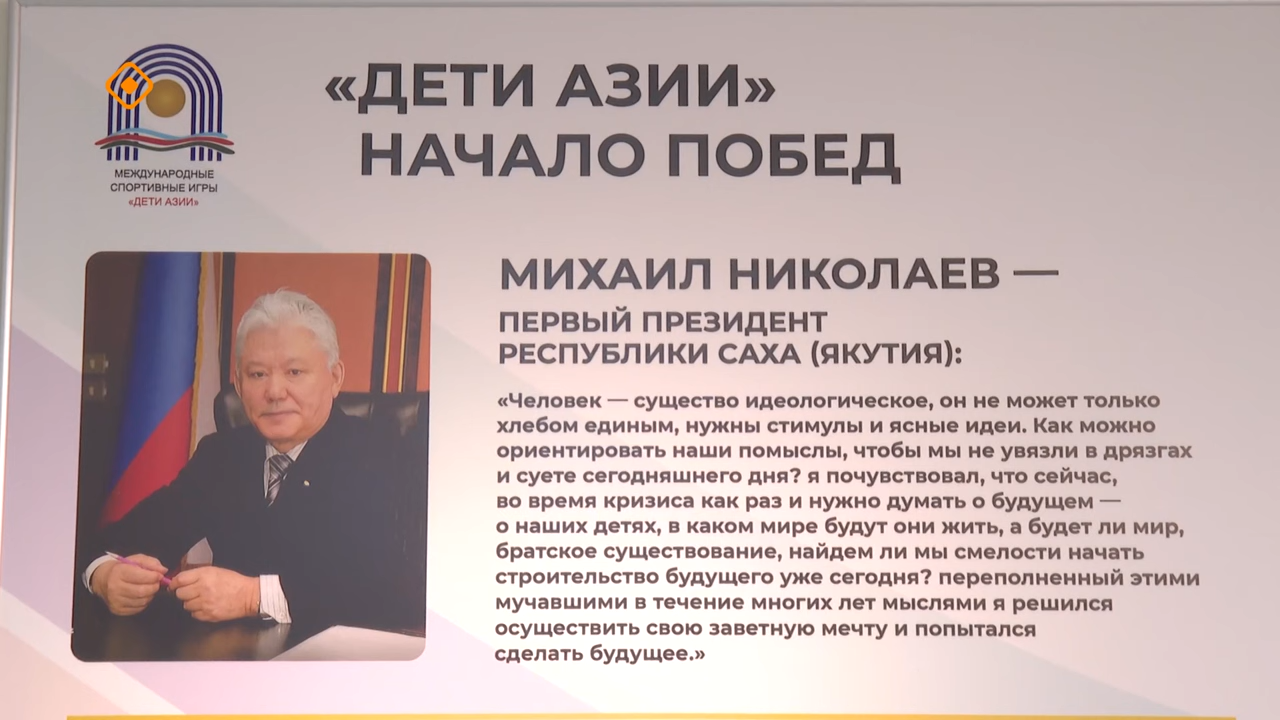 «ДЕТИ АЗИИ»
НАЧАЛО ПОБЕД
МЕЖДУНАРОДНЫЕ
СПОРТИВНЫЕ ИГРЫ
«ДЕТИ АЗИИ»
МИХАИЛ НИКОЛАЕВ —
ПЕРВЫЙ ПРЕЗИДЕНТ
РЕСПУБЛИКИ САХА (ЯКУТИЯ):
«Человек — существо идеологическое, он не может только
хлебом единым, нужны стимулы и ясные идеи. Как можно
ориентировать наши помыслы, чтобы мы не увязли в дрязгах
и суете сегодняшнего дня? я почувствовал, что сейчас,
во время кризиса как раз и нужно думать о будущем —
о наших детях, в каком мире будут они жить, а будет ли мир,
братское существование, найдем ли мы смелости начать
строительство будущего уже сегодня? переполненный этими
мучавшими в течение многих лет мыслями я решился
осуществить свою заветную мечту и попытался
сделать будущее.»